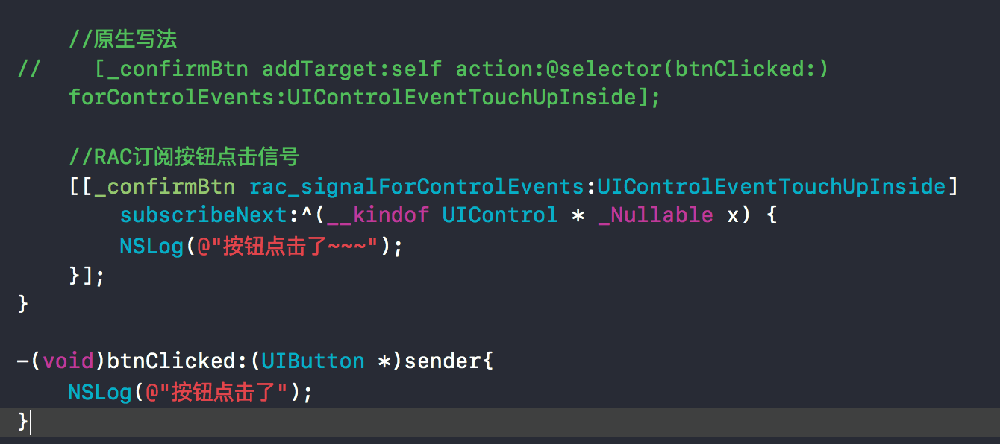 //原生写法
//    [_confirmBtn addTarget:self action:@selector(btnClicked:)
forControlEvents:UIControlEventTouchUpInside];
//RAC订阅按钮点击信号
[[_confirmBtn rac_signalForControlEvents:UIControlEventTouchUpInside]
subscribeNext:^(__kindof UIControl * _Nullable x) {
NSLog(@"按钮点击了~~~");
}];
}
-(void)btnClicked:(UIButton *)sender{
NSLog(@"按钮点击了");
}